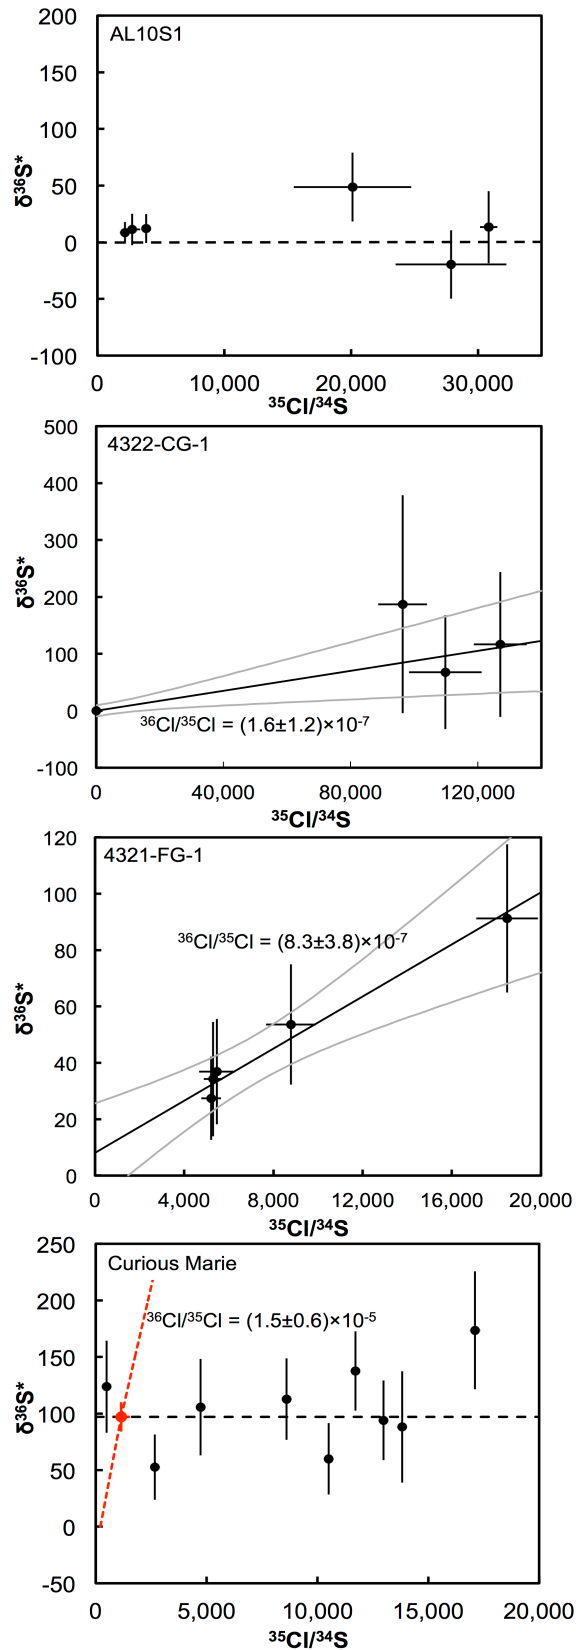 200
AL10S1
150
100
50
0
-50
-100
δ³⁶S*
0 10,000 20,000 30,000
³⁵Cl/³⁴S
500
4322-CG-1
400
300
200
100
0
-100
δ³⁶S*
³⁶Cl/³⁵Cl = (1.6±1.2)×10⁻⁷
0 40,000 80,000 120,000
³⁵Cl/³⁴S
120
4321-FG-1
100
80
60
40
20
0
δ³⁶S*
³⁶Cl/³⁵Cl = (8.3±3.8)×10⁻⁷
0 4,000 8,000 12,000 16,000 20,000
³⁵Cl/³⁴S
250
Curious Marie
200
150
100
50
0
-50
δ³⁶S*
³⁶Cl/³⁵Cl = (1.5±0.6)×10⁻⁵
0 5,000 10,000 15,000 20,000
³⁵Cl/³⁴S